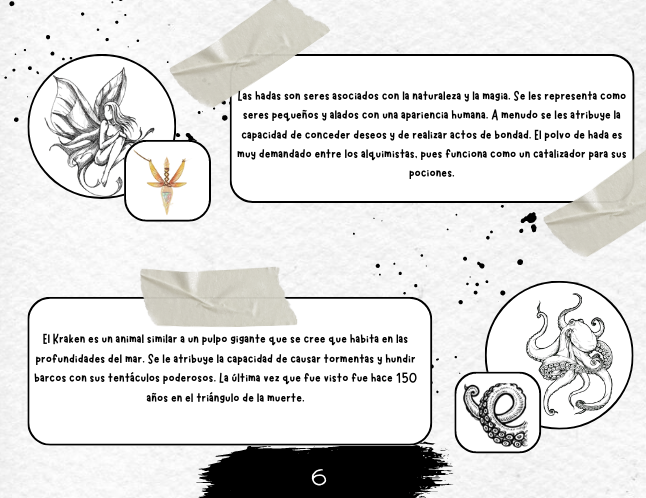 Las hadas son seres asociados con la naturaleza y la magia. Se les representa como
seres pequeños y alados con una apariencia humana. A menudo se les atribuye la
capacidad de conceder deseos y de realizar actos de bondad. El polvo de hada es
muy demandado entre los alquimistas, pues funciona como un catalizador para sus
pociones.
El Kraken es un animal similar a un pulpo gigante que se cree que habita en las
profundidades del mar. Se le atribuye la capacidad de causar tormentas y hundir
barcos con sus tentáculos poderosos. La última vez que fue visto fue hace 150
años en el triángulo de la muerte.
6